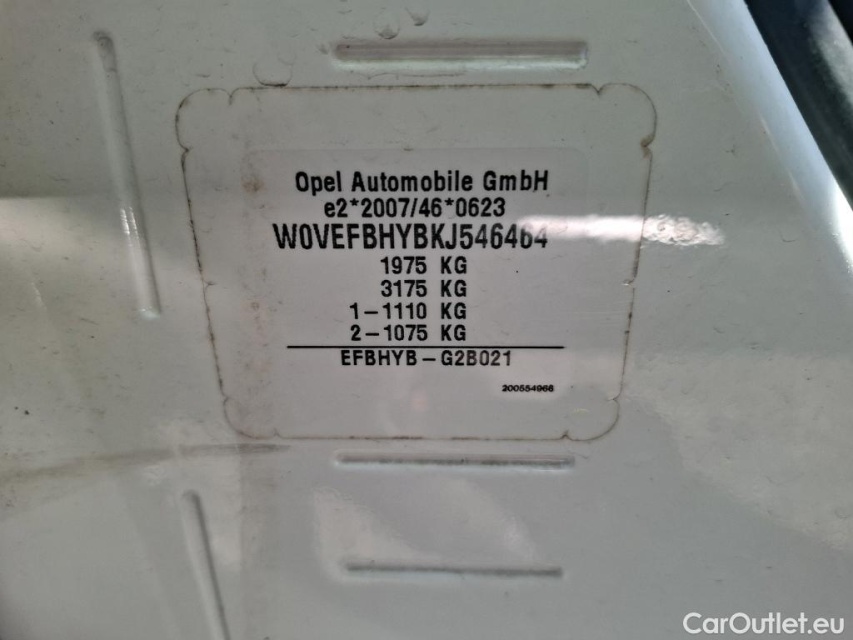 Opel Automobile GmbH
e2*2007/46*0623
W0VEFBHYBKJ546464
1975 KG
3175 KG
1-1110 KG
2-1075 KG
EFBHYB-G2B021
200554966
CarOutlet.eu